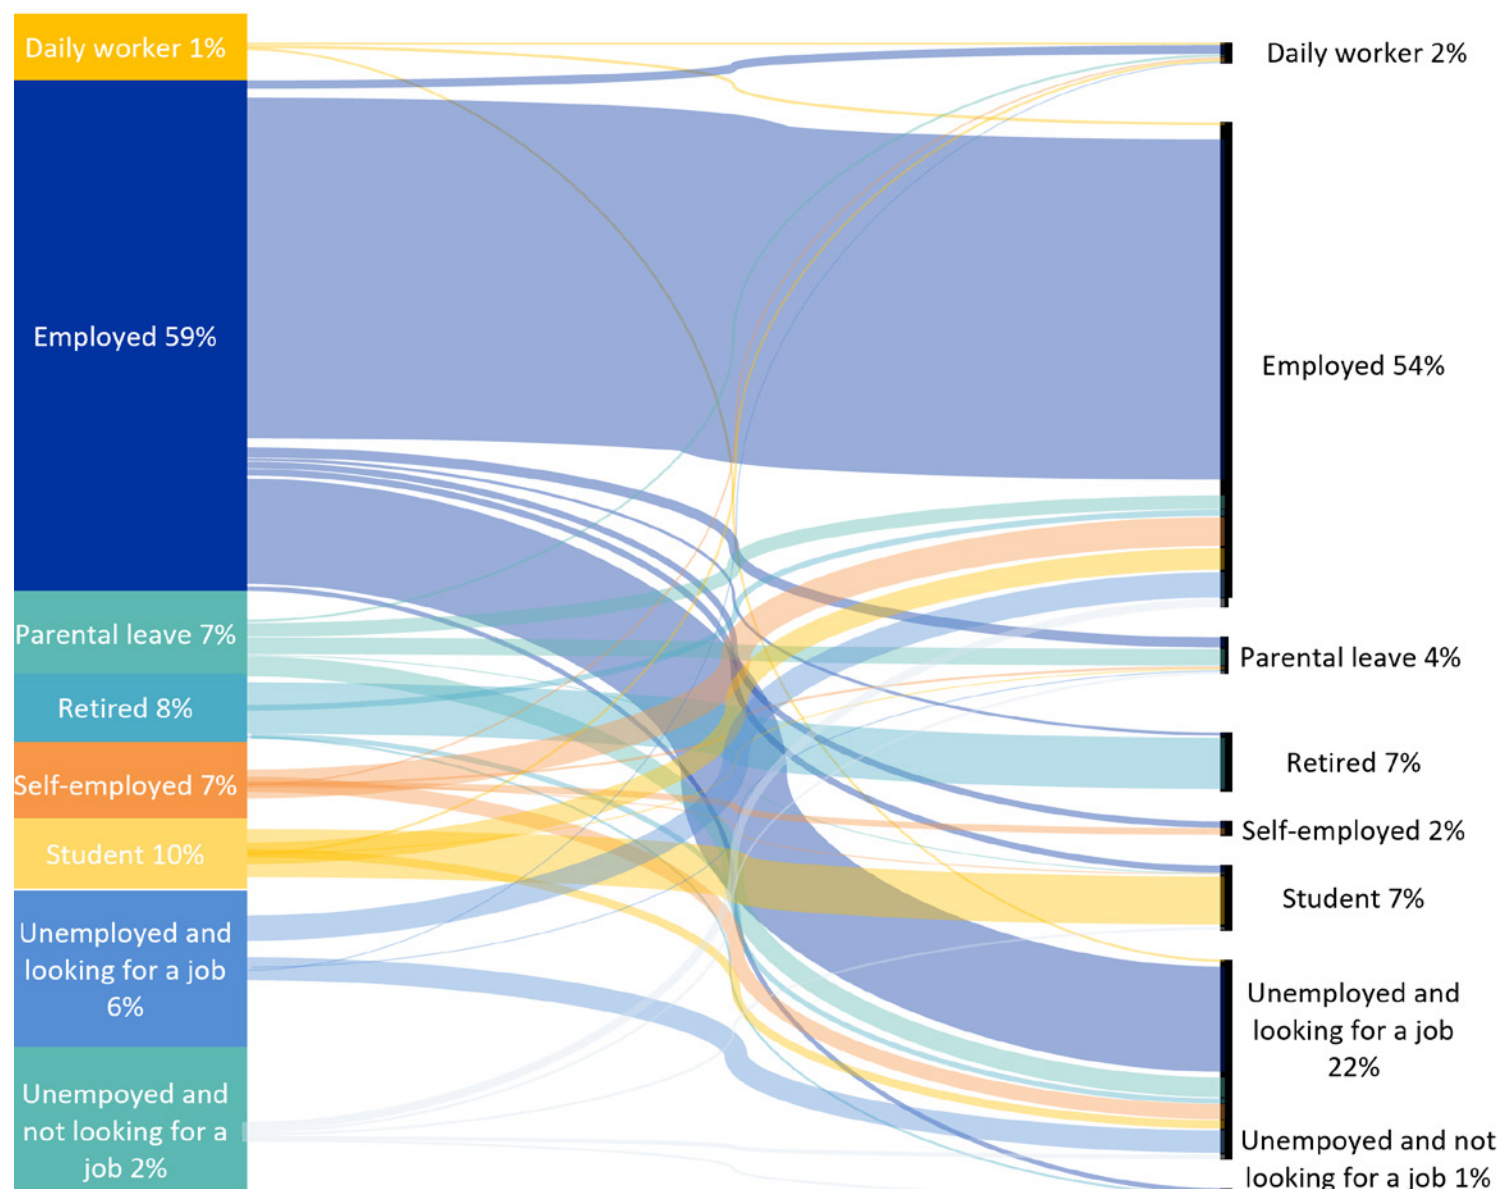 Daily worker 1%
Employed 59%
Parental leave 7%
Retired 8%
Self-employed 7%
Student 10%
Unemployed and
looking for a job
6%
Unempoyed and
not looking for a
job 2%
Daily worker 2%
Employed 54%
Parental leave 4%
Retired 7%
Self-employed 2%
Student 7%
Unemployed and
looking for a job
22%
Unempoyed and not
looking for a job 1%